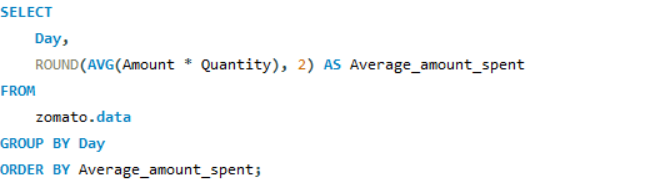 SELECT
Day,
ROUND(AVG(Amount * Quantity), 2) AS Average_amount_spent
FROM
zomato.data
GROUP BY Day
ORDER BY Average_amount_spent;